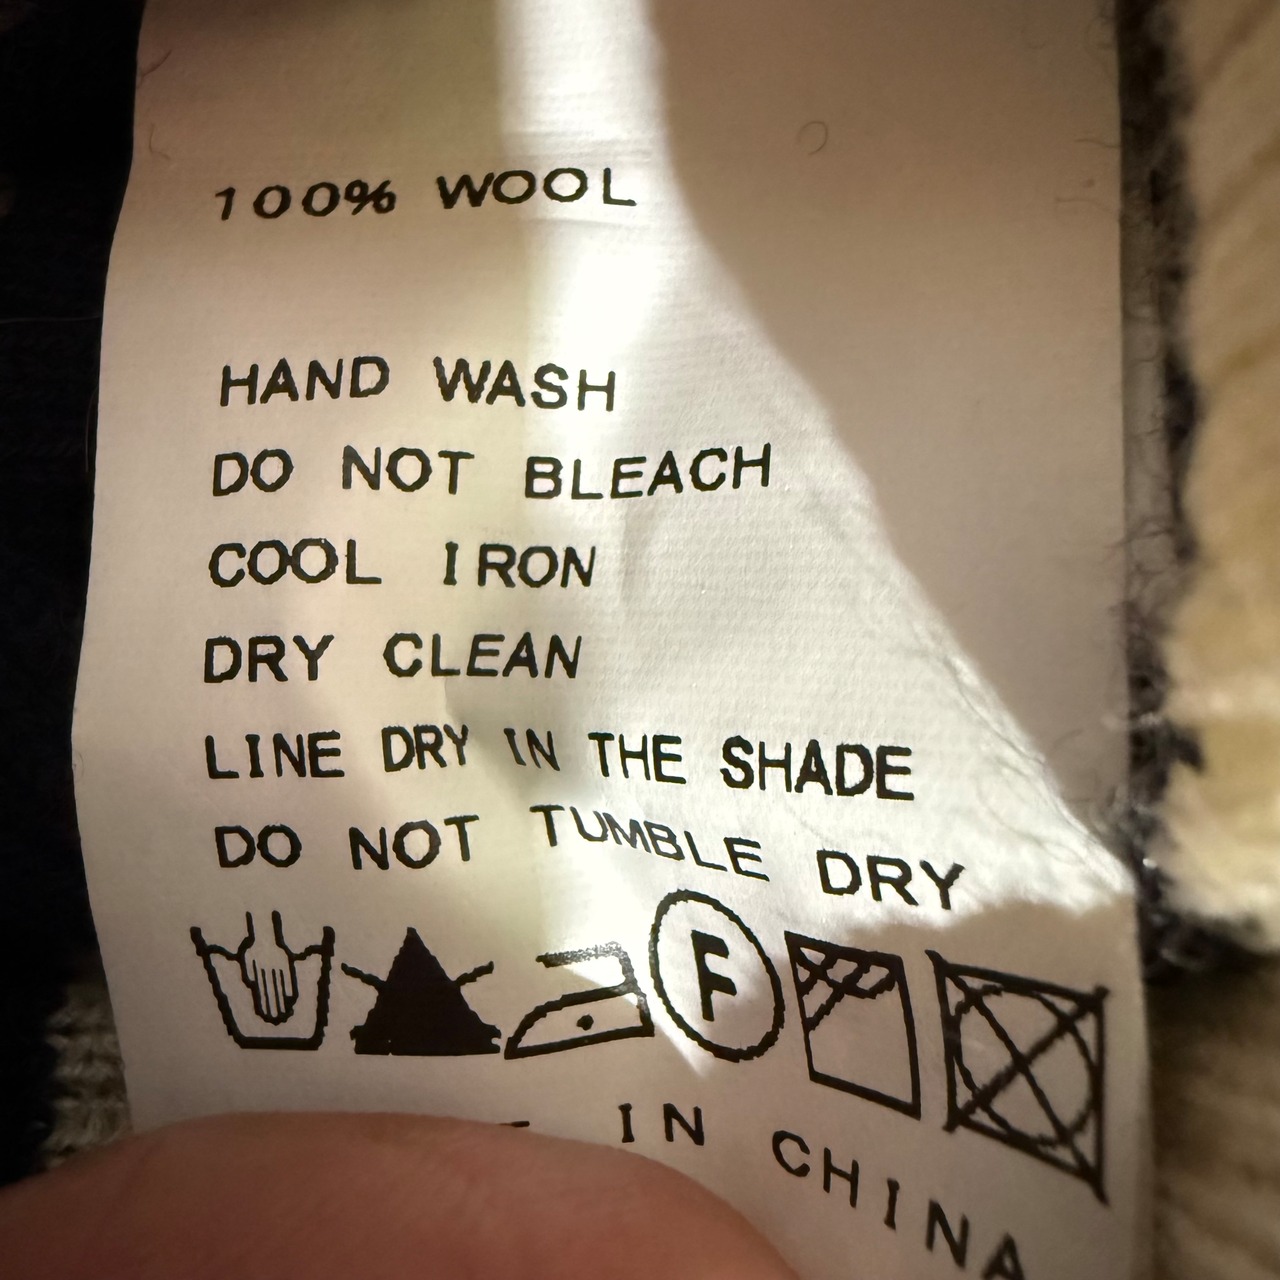 100% WOOL
HAND WASH
DO NOT BLEACH
COOL IRON
DRY CLEAN
LINE DRY IN THE SHADE
DO NOT TUMBLE DRY
F
IN CHINA